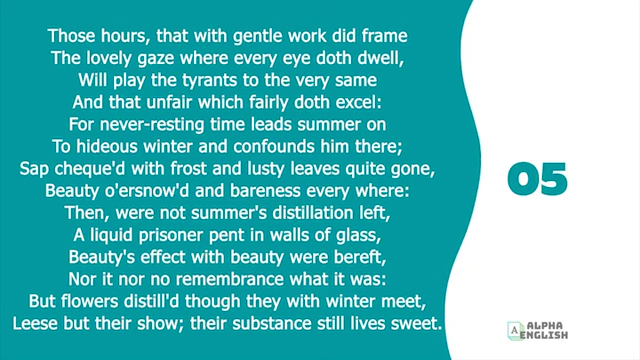 Those hours, that with gentle work did frame
The lovely gaze where every eye doth dwell,
Will play the tyrants to the very same
And that unfair which fairly doth excel:
For never-resting time leads summer on
To hideous winter and confounds him there;
Sap cheque'd with frost and lusty leaves quite gone,
Beauty o'ersnow'd and bareness every where:
Then, were not summer's distillation left,
A liquid prisoner pent in walls of glass,
Beauty's effect with beauty were bereft,
Nor it nor no remembrance what it was:
But flowers distill'd though they with winter meet,
Leese but their show; their substance still lives sweet.
05
A
ALPHA
ENGLISH